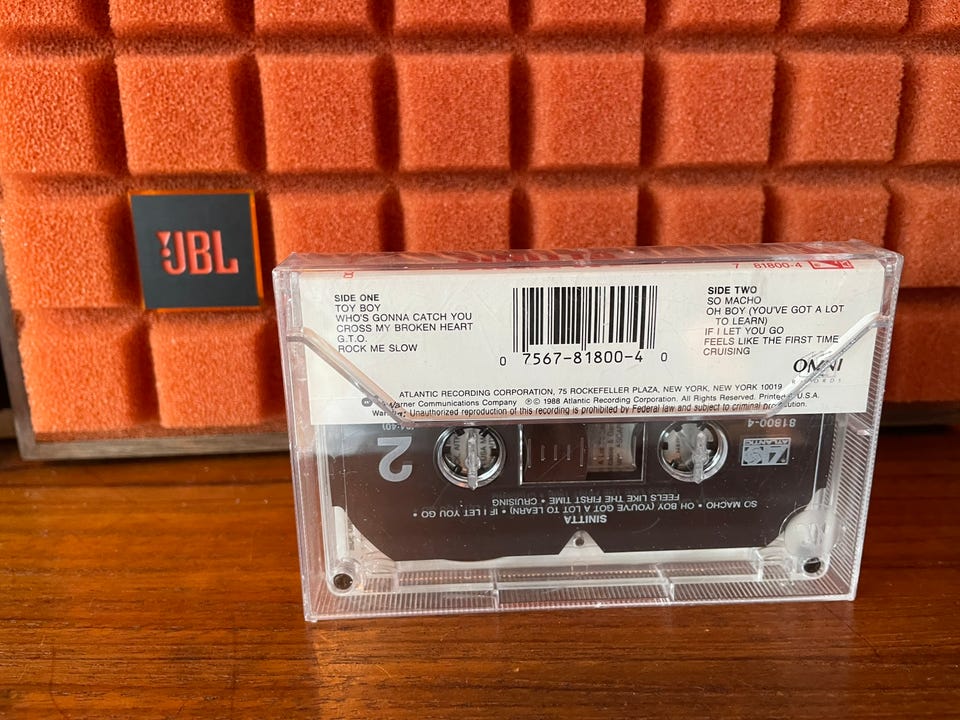 JBL
7 81800-4
SIDE ONE
TOY BOY
WHO'S GONNA CATCH YOU
CROSS MY BROKEN HEART
G.T.O.
ROCK ME SLOW
0 7567-81800-4 0
SIDE TWO
SO MACHO
OH BOY (YOU'VE GOT A LOT
TO LEARN)
IF I LET YOU GO
FEELS LIKE THE FIRST TIME
CRUISING
OMNI
RECORDS
ATLANTIC RECORDING CORPORATION, 75 ROCKEFELLER PLAZA, NEW YORK, NEW YORK 10019
Warner Communications Company ℗© 1988 Atlantic Recording Corporation. All Rights Reserved. Printed U.S.A.
Warning: Unauthorized reproduction of this recording is prohibited by Federal law and subject to criminal prosecution.
2
81800-4
ATLANTIC
SINITTA
SO MACHO • OH BOY (YOU'VE GOT A LOT TO LEARN) • IF I LET YOU GO •
FEELS LIKE THE FIRST TIME • CRUISING